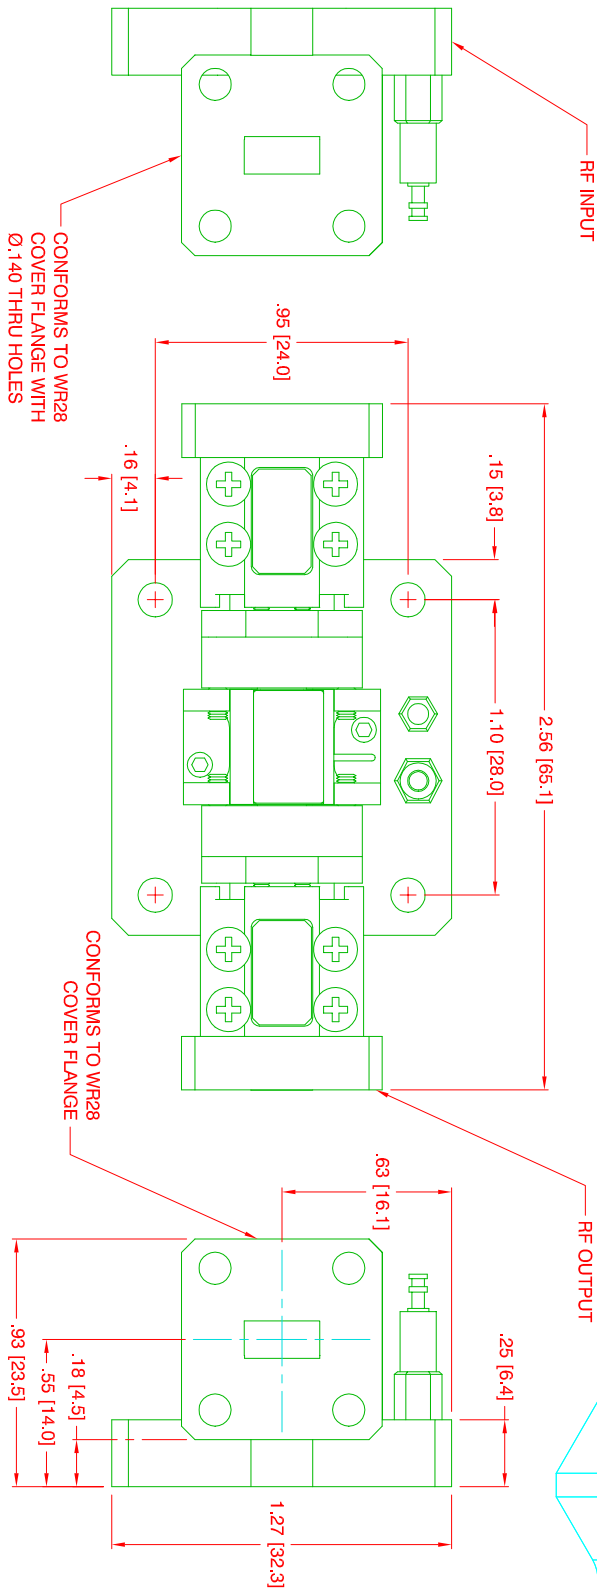 RF INPUT
CONFORMS TO WR28
COVER FLANGE WITH
Ø.140 THRU HOLES
.95 [24.0]
.16 [4.1]
.15 [3.8]
1.10 [28.0]
2.56 [65.1]
CONFORMS TO WR28
COVER FLANGE
RF OUTPUT
.63 [16.1]
.25 [6.4]
.18 [4.5]
.55 [14.0]
.93 [23.5]
1.27 [32.3]